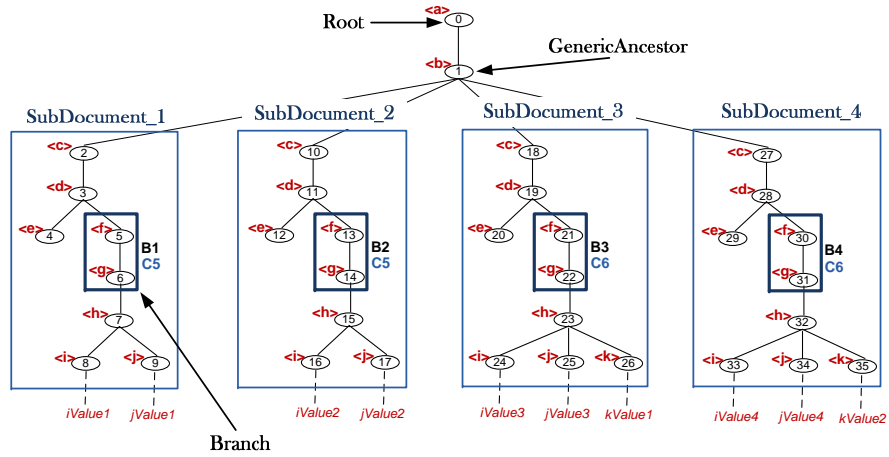 <a>
0
Root
GenericAncestor
<b>
1
SubDocument_1
SubDocument_2
SubDocument_3
SubDocument_4
<c>
2
<c>
10
<c>
18
<c>
27
<d>
3
<d>
11
<d>
19
<d>
28
<e>
4
<f>
5
<e>
12
<f>
13
<e>
20
<f>
21
<e>
29
<f>
30
B1
C5
B2
C5
B3
C6
B4
C6
<g>
6
<g>
14
<g>
22
<g>
31
<h>
7
<h>
15
<h>
23
<h>
32
<i>
8
<j>
9
<i>
16
<j>
17
<i>
24
<j>
25
<k>
26
<i>
33
<j>
34
<k>
35
iValue1
jValue1
iValue2
jValue2
iValue3
jValue3
kValue1
iValue4
jValue4
kValue2
Branch